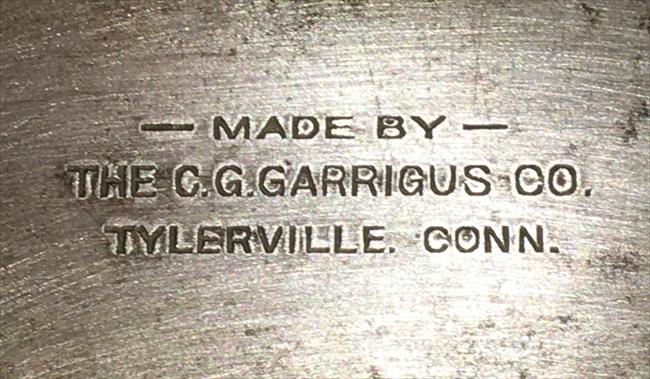 — MADE BY —
THE C.G.GARRIGUS CO.
TYLERVILLE. CONN.